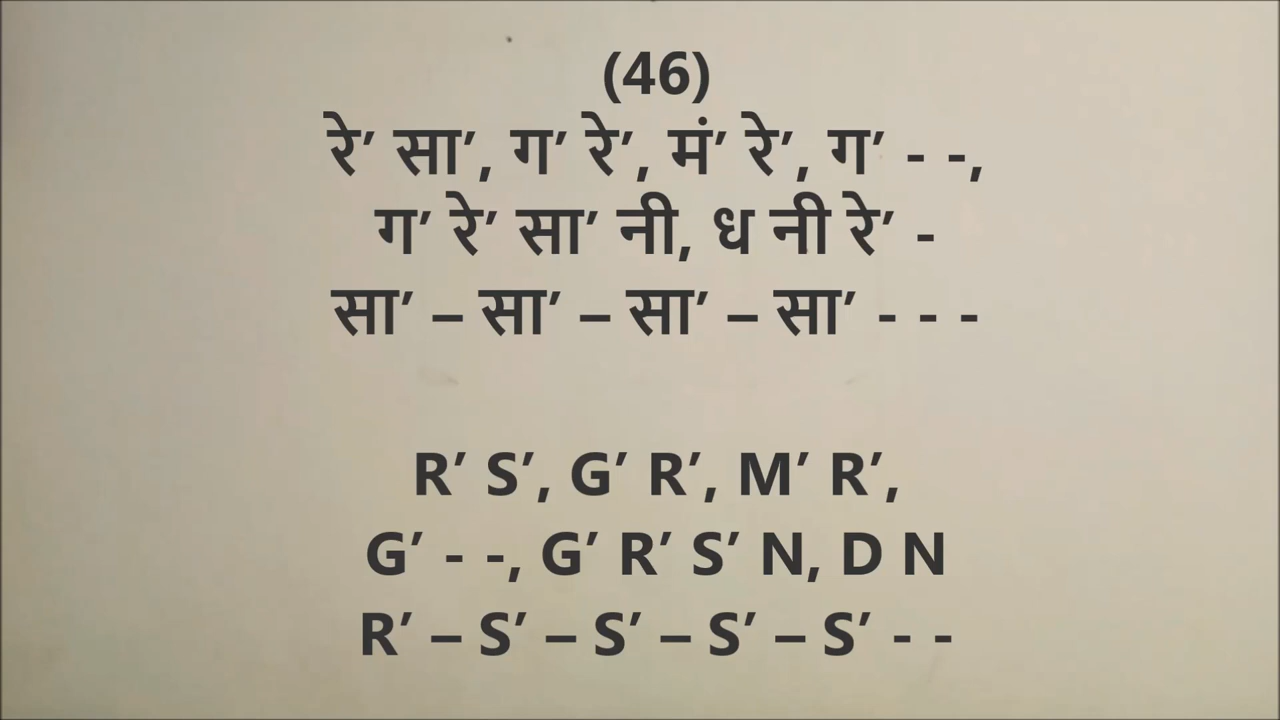 (46)
रे’ सा’, ग’ रे’, मं’ रे’, ग’ - -,
ग’ रे’ सा’ नी, ध नी रे’ -
सा’ – सा’ – सा’ – सा’ - - -
R’ S’, G’ R’, M’ R’,
G’ - -, G’ R’ S’ N, D N
R’ – S’ – S’ – S’ – S’ - -